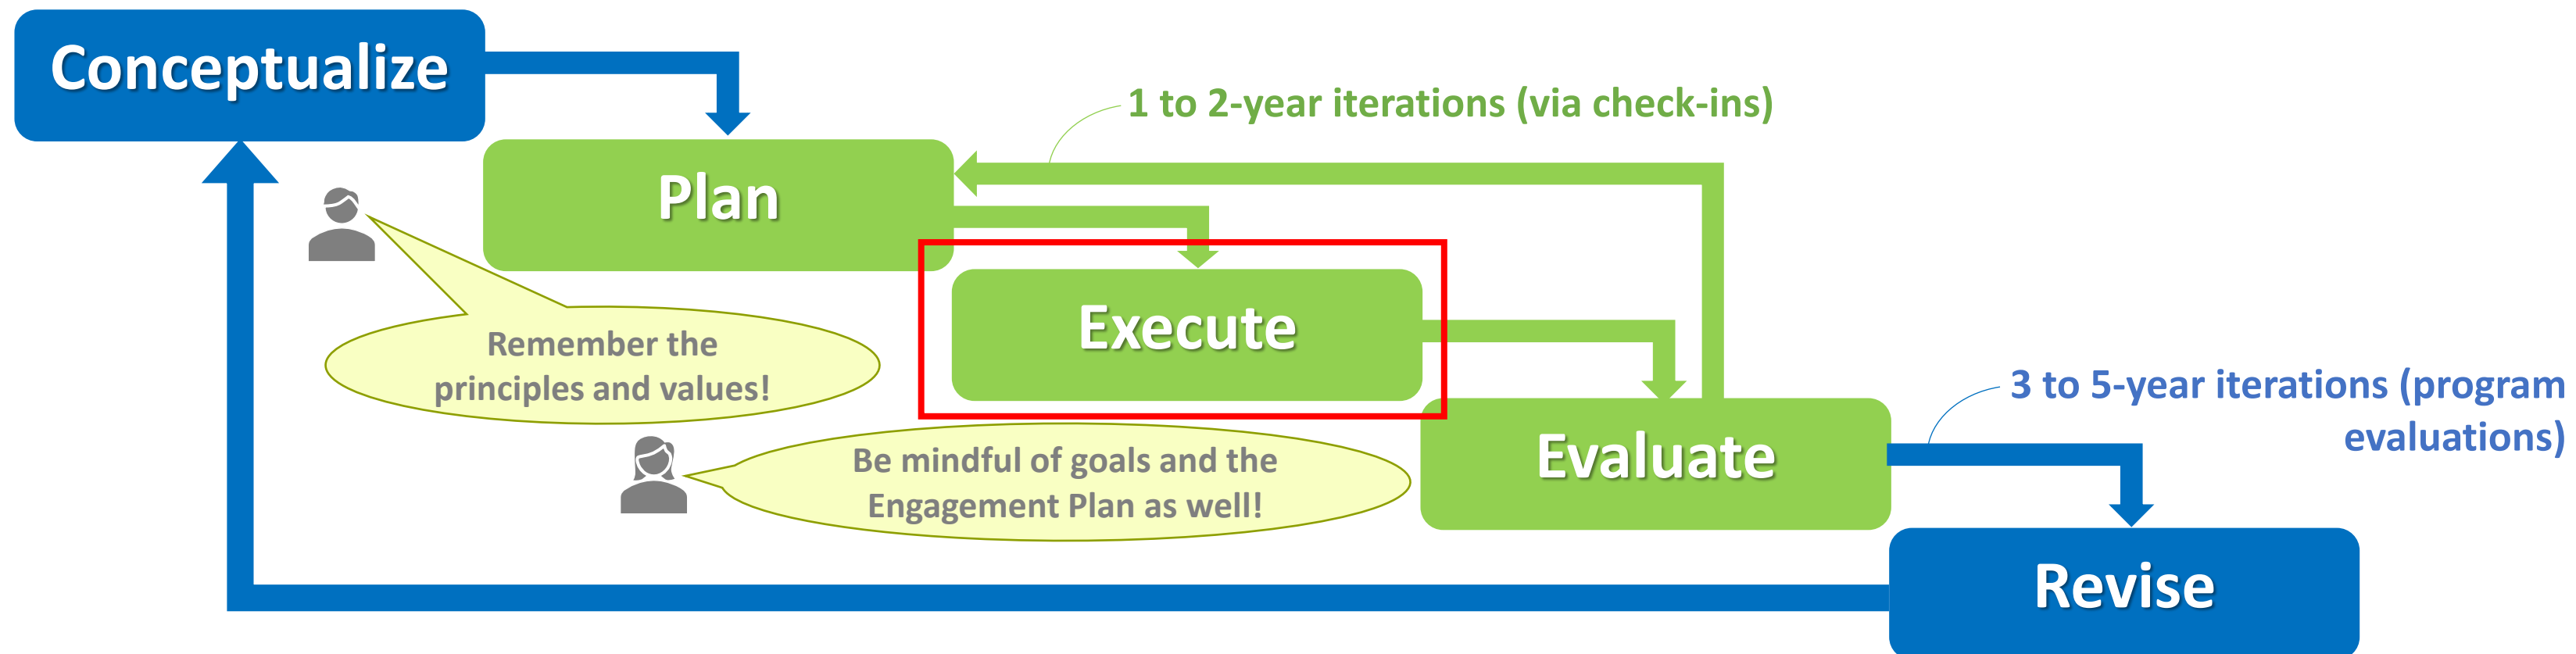 Conceptualize
1 to 2-year iterations (via check-ins)
Plan
Execute
Remember the
principles and values!
3 to 5-year iterations (program
evaluations)
Be mindful of goals and the
Engagement Plan as well!
Evaluate
Revise